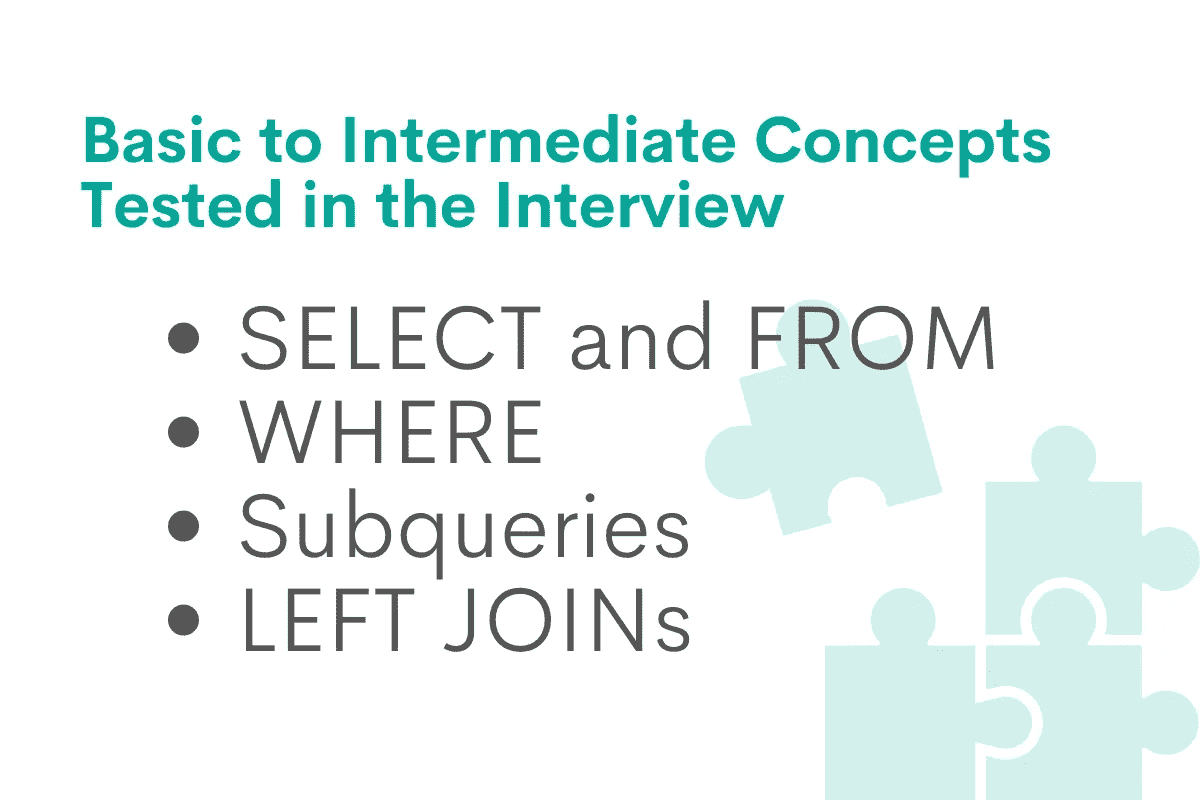 Basic to Intermediate Concepts
Tested in the Interview
• SELECT and FROM
• WHERE
• Subqueries
• LEFT JOINs